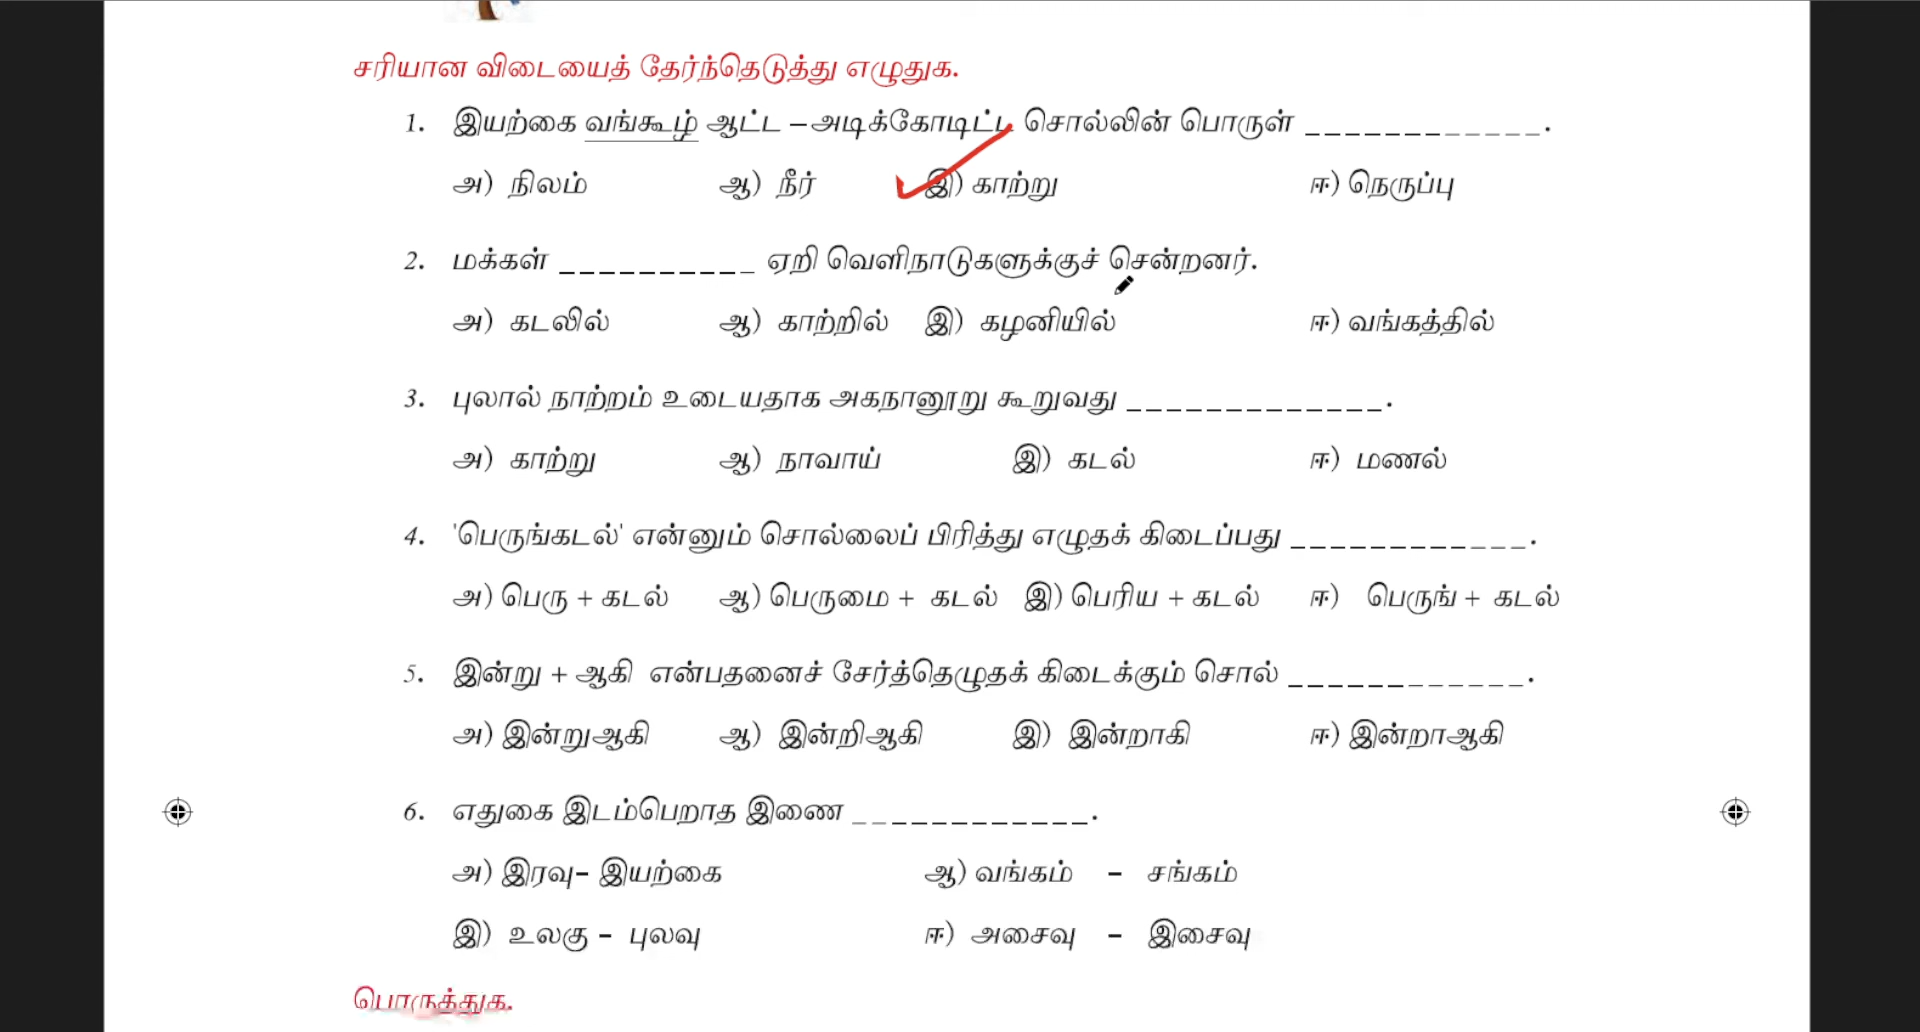 சரியான விடையைத் தேர்ந்தெடுத்து எழுதுக.
1. இயற்கை வங்கூழ் ஆட்ட – அடிக்கோடிட்ட சொல்லின் பொருள் ____________.
அ) நிலம் ஆ) நீர் இ) காற்று ஈ) நெருப்பு
2. மக்கள் __________ ஏறி வெளிநாடுகளுக்குச் சென்றனர்.
அ) கடலில் ஆ) காற்றில் இ) கழனியில் ஈ) வங்கத்தில்
3. புலால் நாற்றம் உடையதாக அகநானூறு கூறுவது _____________.
அ) காற்று ஆ) நாவாய் இ) கடல் ஈ) மணல்
4. 'பெருங்கடல்' என்னும் சொல்லைப் பிரித்து எழுதக் கிடைப்பது ____________.
அ) பெரு + கடல் ஆ) பெருமை + கடல் இ) பெரிய + கடல் ஈ) பெருங் + கடல்
5. இன்று + ஆகி என்பதனைச் சேர்த்தெழுதக் கிடைக்கும் சொல் ____________.
அ) இன்றுஆகி ஆ) இன்றிஆகி இ) இன்றாகி ஈ) இன்றாஆகி
6. எதுகை இடம்பெறாத இணை ____________.
அ) இரவு- இயற்கை ஆ) வங்கம் - சங்கம்
இ) உலகு - புலவு ஈ) அசைவு - இசைவு
பொருத்துக.